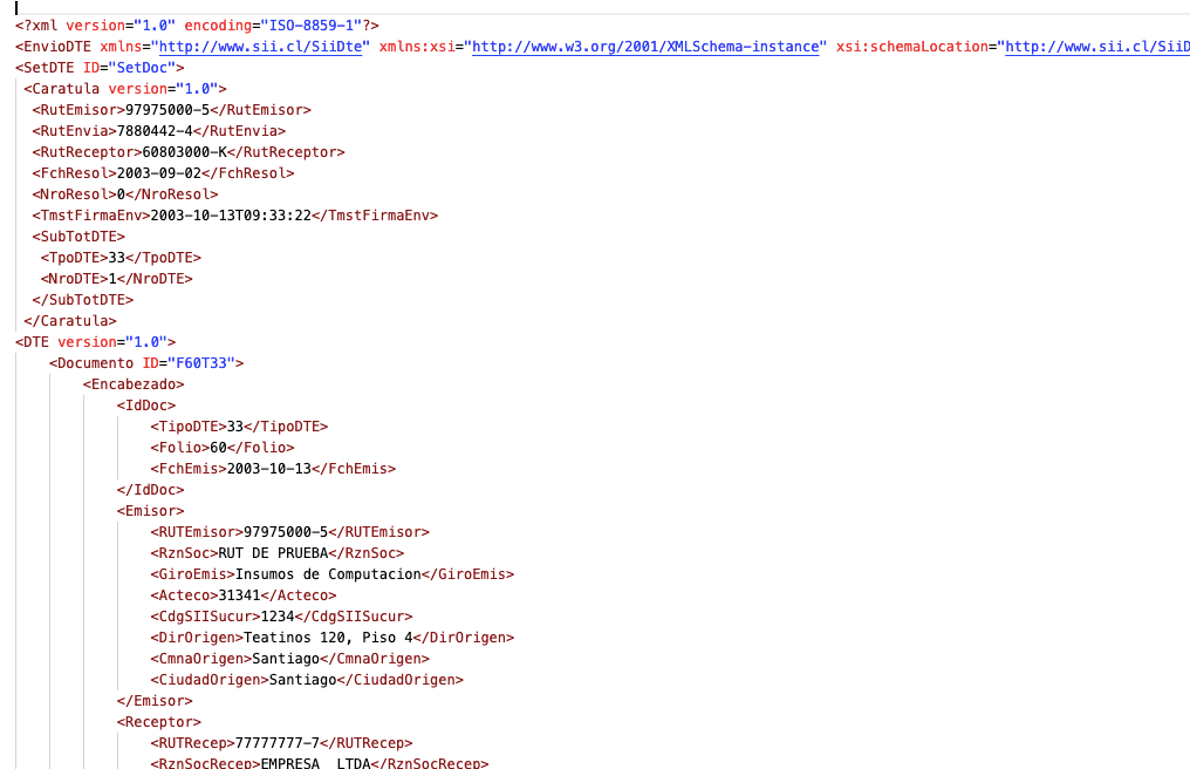 <?xml version="1.0" encoding="ISO-8859-1"?>
<EnvioDTE xmlns="http://www.sii.cl/SiiDte" xmlns:xsi="http://www.w3.org/2001/XMLSchema-instance" xsi:schemaLocation="http://www.sii.cl/SiiD
<SetDTE ID="SetDoc">
<Caratula version="1.0">
<RutEmisor>97975000-5</RutEmisor>
<RutEnvia>7880442-4</RutEnvia>
<RutReceptor>60803000-K</RutReceptor>
<FchResol>2003-09-02</FchResol>
<NroResol>0</NroResol>
<TmstFirmaEnv>2003-10-13T09:33:22</TmstFirmaEnv>
<SubTotDTE>
<TpoDTE>33</TpoDTE>
<NroDTE>1</NroDTE>
</SubTotDTE>
</Caratula>
<DTE version="1.0">
<Documento ID="F60T33">
<Encabezado>
<IdDoc>
<TipoDTE>33</TipoDTE>
<Folio>60</Folio>
<FchEmis>2003-10-13</FchEmis>
</IdDoc>
<Emisor>
<RUTEmisor>97975000-5</RUTEmisor>
<RznSoc>RUT DE PRUEBA</RznSoc>
<GiroEmis>Insumos de Computacion</GiroEmis>
<Acteco>31341</Acteco>
<CdgSIISucur>1234</CdgSIISucur>
<DirOrigen>Teatinos 120, Piso 4</DirOrigen>
<CmnaOrigen>Santiago</CmnaOrigen>
<CiudadOrigen>Santiago</CiudadOrigen>
</Emisor>
<Receptor>
<RUTRecep>77777777-7</RUTRecep>
<RznSocRecep>EMPRESA  LTDA</RznSocRecep>